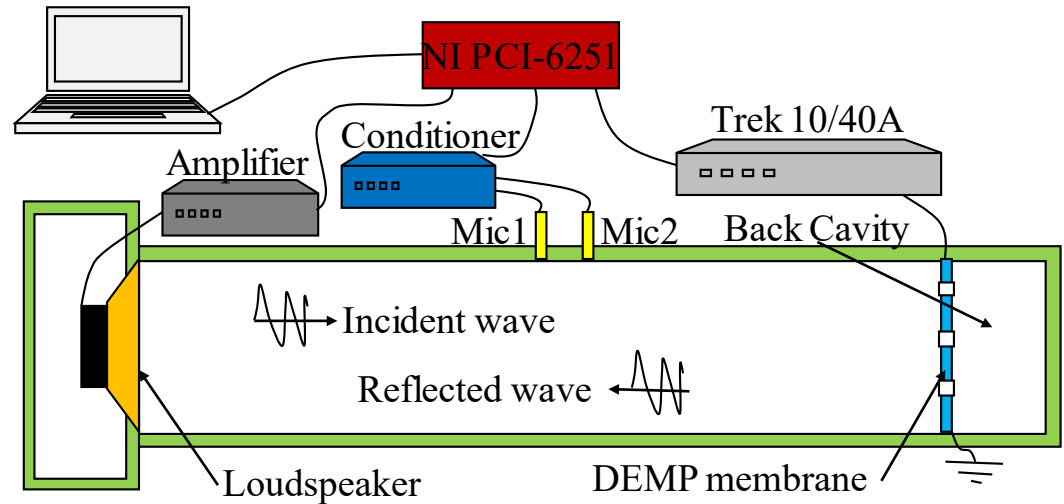 NI PCI-6251
Trek 10/40A
Conditioner
Amplifier
Mic1
Mic2
Back Cavity
Incident wave
Reflected wave
Loudspeaker
DEMP membrane